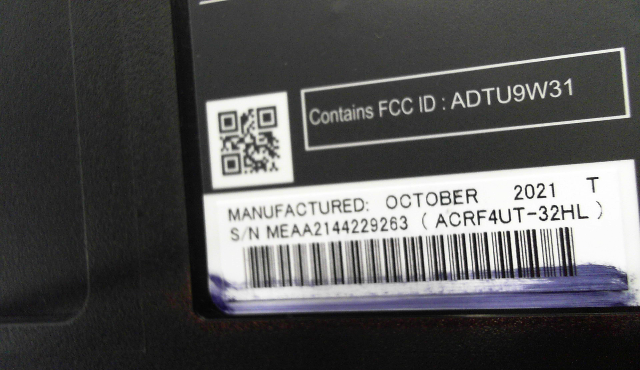 Contains FCC ID : ADTU9W31
MANUFACTURED: OCTOBER 2021 T
S/N MEAA2144229263 ( ACRF4UT-32HL )